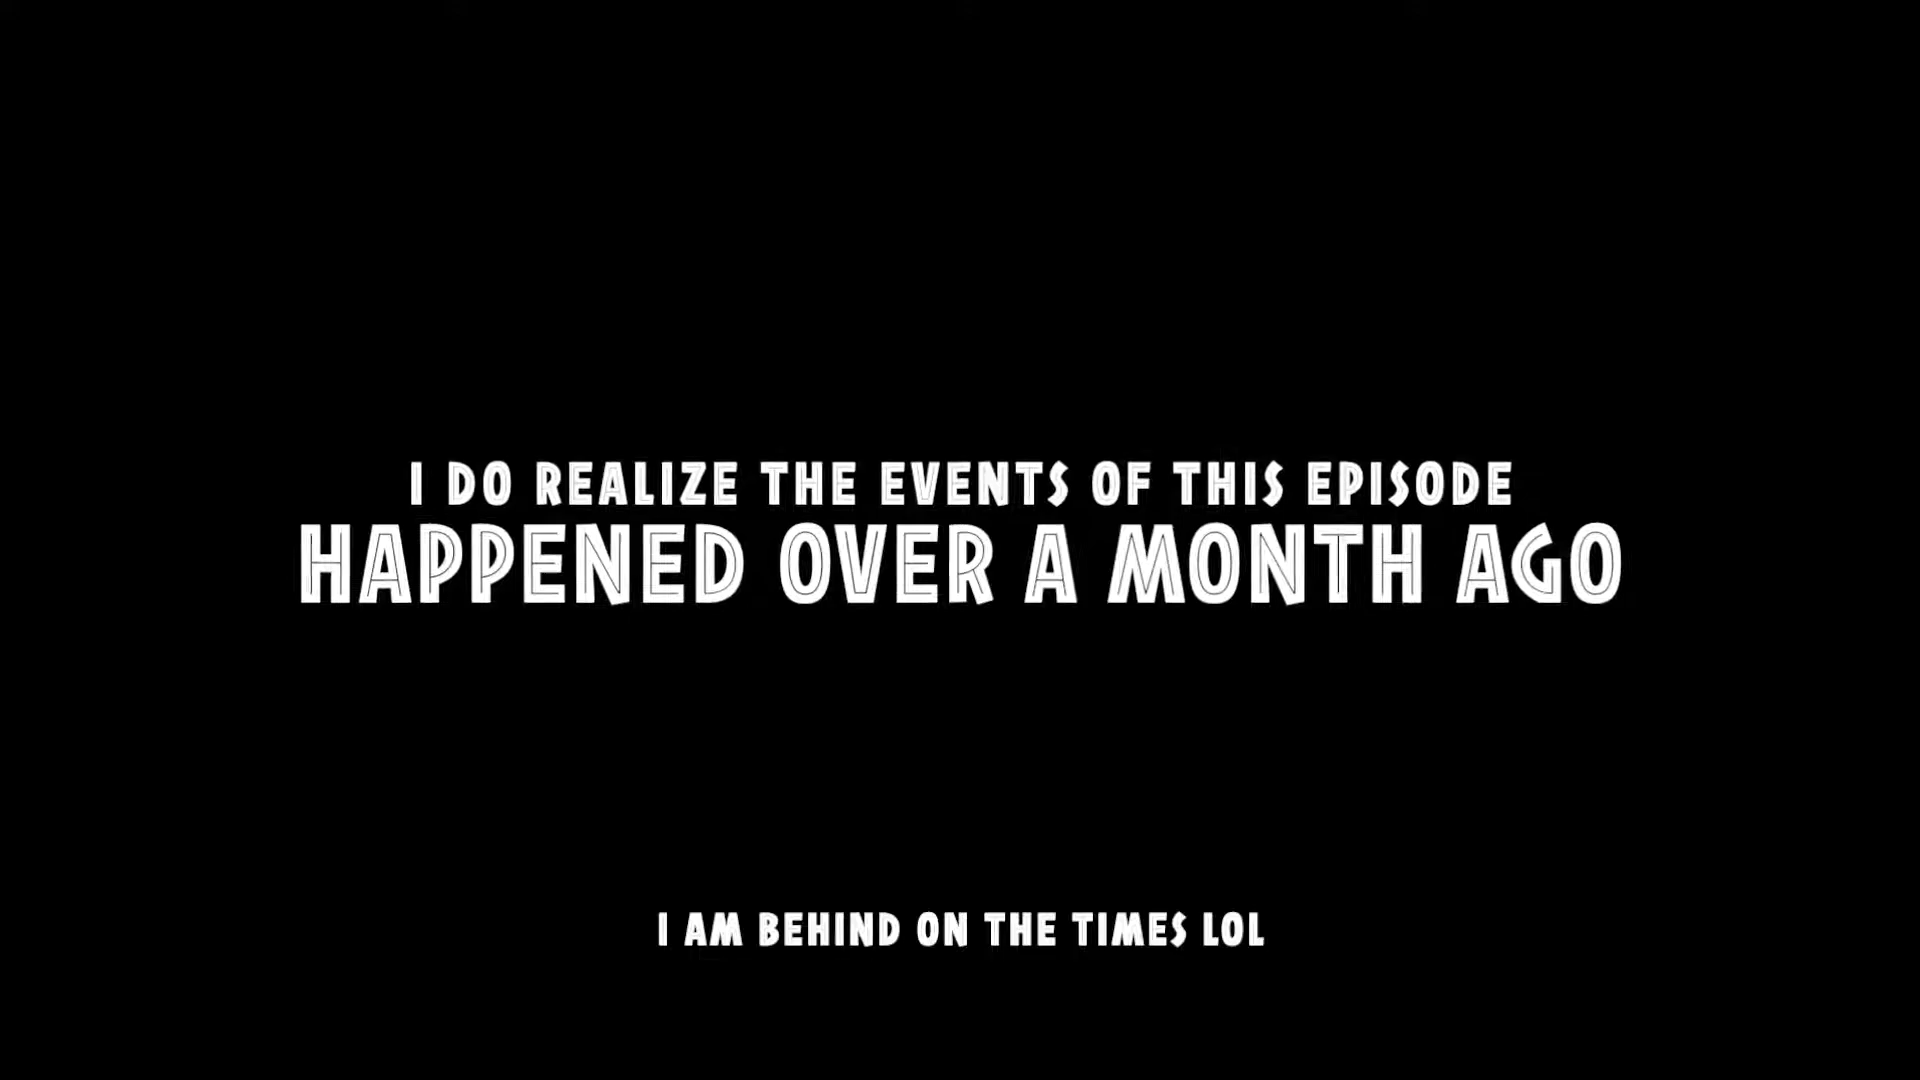 I DO REALIZE THE EVENTS OF THIS EPISODE
HAPPENED OVER A MONTH AGO
I AM BEHIND ON THE TIMES LOL